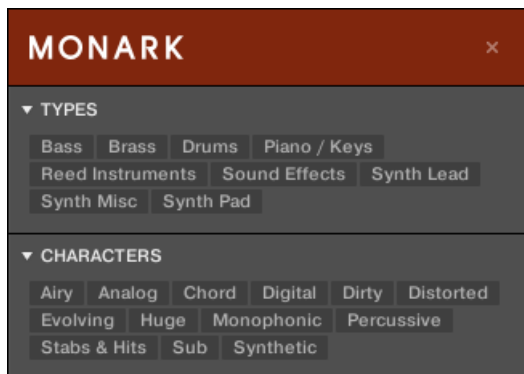 MONARK ×
▼ TYPES
Bass Brass Drums Piano / Keys
Reed Instruments Sound Effects Synth Lead
Synth Misc Synth Pad
▼ CHARACTERS
Airy Analog Chord Digital Dirty Distorted
Evolving Huge Monophonic Percussive
Stabs & Hits Sub Synthetic